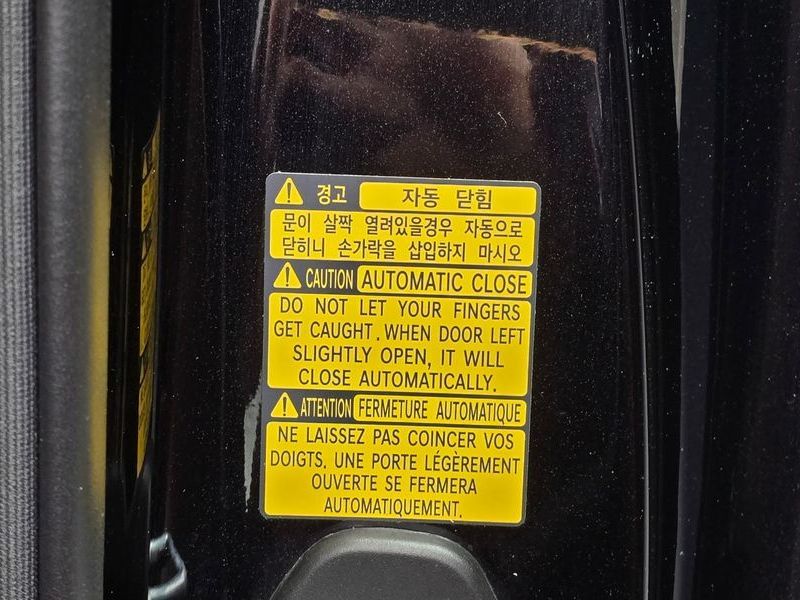 경고 자동 닫힘
문이 살짝 열려있을경우 자동으로
닫히니 손가락을 삽입하지 마시오
CAUTION AUTOMATIC CLOSE
DO NOT LET YOUR FINGERS
GET CAUGHT. WHEN DOOR LEFT
SLIGHTLY OPEN, IT WILL
CLOSE AUTOMATICALLY.
ATTENTION FERMETURE AUTOMATIQUE
NE LAISSEZ PAS COINCER VOS
DOIGTS. UNE PORTE LÉGÈREMENT
OUVERTE SE FERMERA
AUTOMATIQUEMENT.